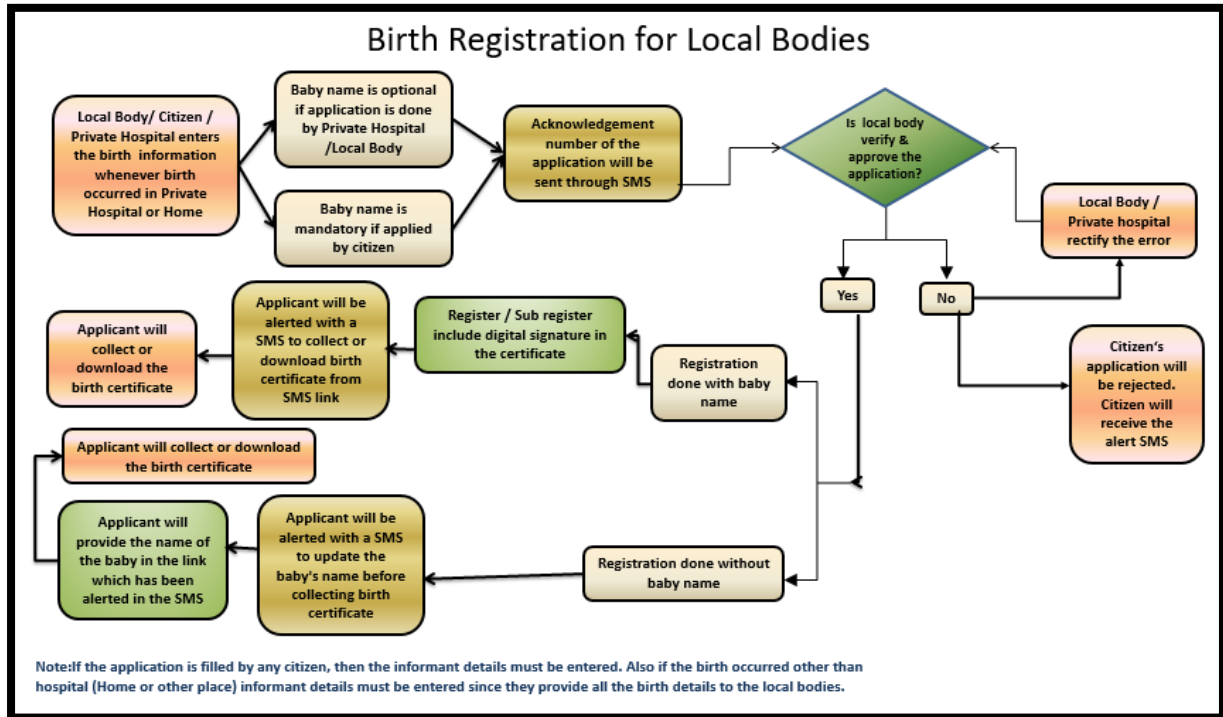 Birth Registration for Local Bodies
Local Body/ Citizen /
Private Hospital enters
the birth information
whenever birth
occurred in Private
Hospital or Home
Baby name is optional
if application is done
by Private Hospital
/Local Body
Baby name is
mandatory if applied
by citizen
Acknowledgement
number of the
application will be
sent through SMS
Is local body
verify &
approve the
application?
Local Body /
Private hospital
rectify the error
Yes
No
Citizen's
application will
be rejected.
Citizen will
receive the
alert SMS
Registration
done with baby
name
Register / Sub register
include digital signature in
the certificate
Applicant will be
alerted with a
SMS to collect or
download birth
certificate from
SMS link
Applicant will
collect or
download the
birth certificate
Registration done without
baby name
Applicant will be
alerted with a SMS
to update the
baby's name before
collecting birth
certificate
Applicant will
provide the name of
the baby in the link
which has been
alerted in the SMS
Applicant will collect or download
the birth certificate
Note:If the application is filled by any citizen, then the informant details must be entered. Also if the birth occurred other than
hospital (Home or other place) informant details must be entered since they provide all the birth details to the local bodies.